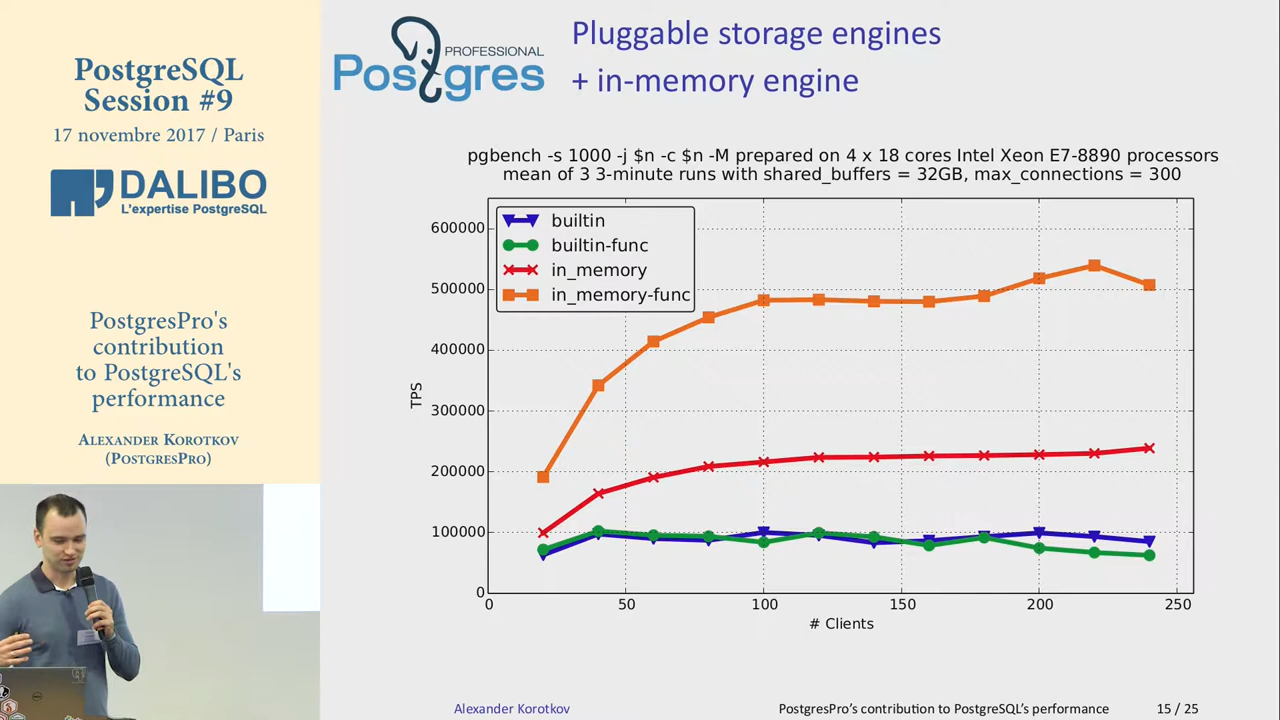 PostgreSQL
Session #9
17 novembre 2017 / Paris
DALIBO
L'expertise PostgreSQL
PostgresPro's
contribution
to PostgreSQL's
performance
Alexander Korotkov
(PostgresPro)
PROFESSIONAL
Postgres
Pluggable storage engines
+ in-memory engine
pgbench -s 1000 -j $n -c $n -M prepared on 4 x 18 cores Intel Xeon E7-8890 processors
mean of 3 3-minute runs with shared_buffers = 32GB, max_connections = 300
builtin
builtin-func
in_memory
in_memory-func
600000
500000
400000
300000
200000
100000
0
TPS
0 50 100 150 200 250
# Clients
Alexander Korotkov PostgresPro's contribution to PostgreSQL's performance 15 / 25